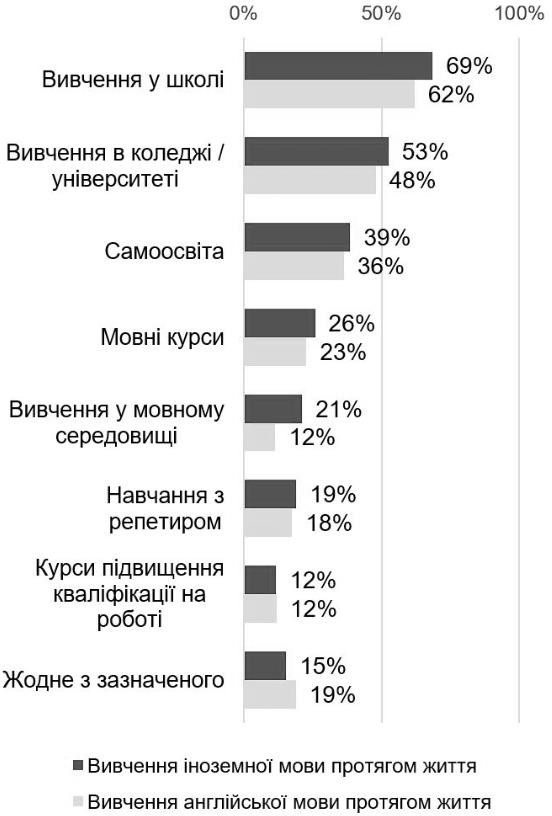 0% 50% 100%
Вивчення у школі
69%
62%
Вивчення в коледжі /
університеті
53%
48%
Самоосвіта
39%
36%
Мовні курси
26%
23%
Вивчення у мовному
середовищі
21%
12%
Навчання з
репетиром
19%
18%
Курси підвищення
кваліфікації на
роботі
12%
12%
Жодне з зазначеного
15%
19%
Вивчення іноземної мови протягом життя
Вивчення англійської мови протягом життя